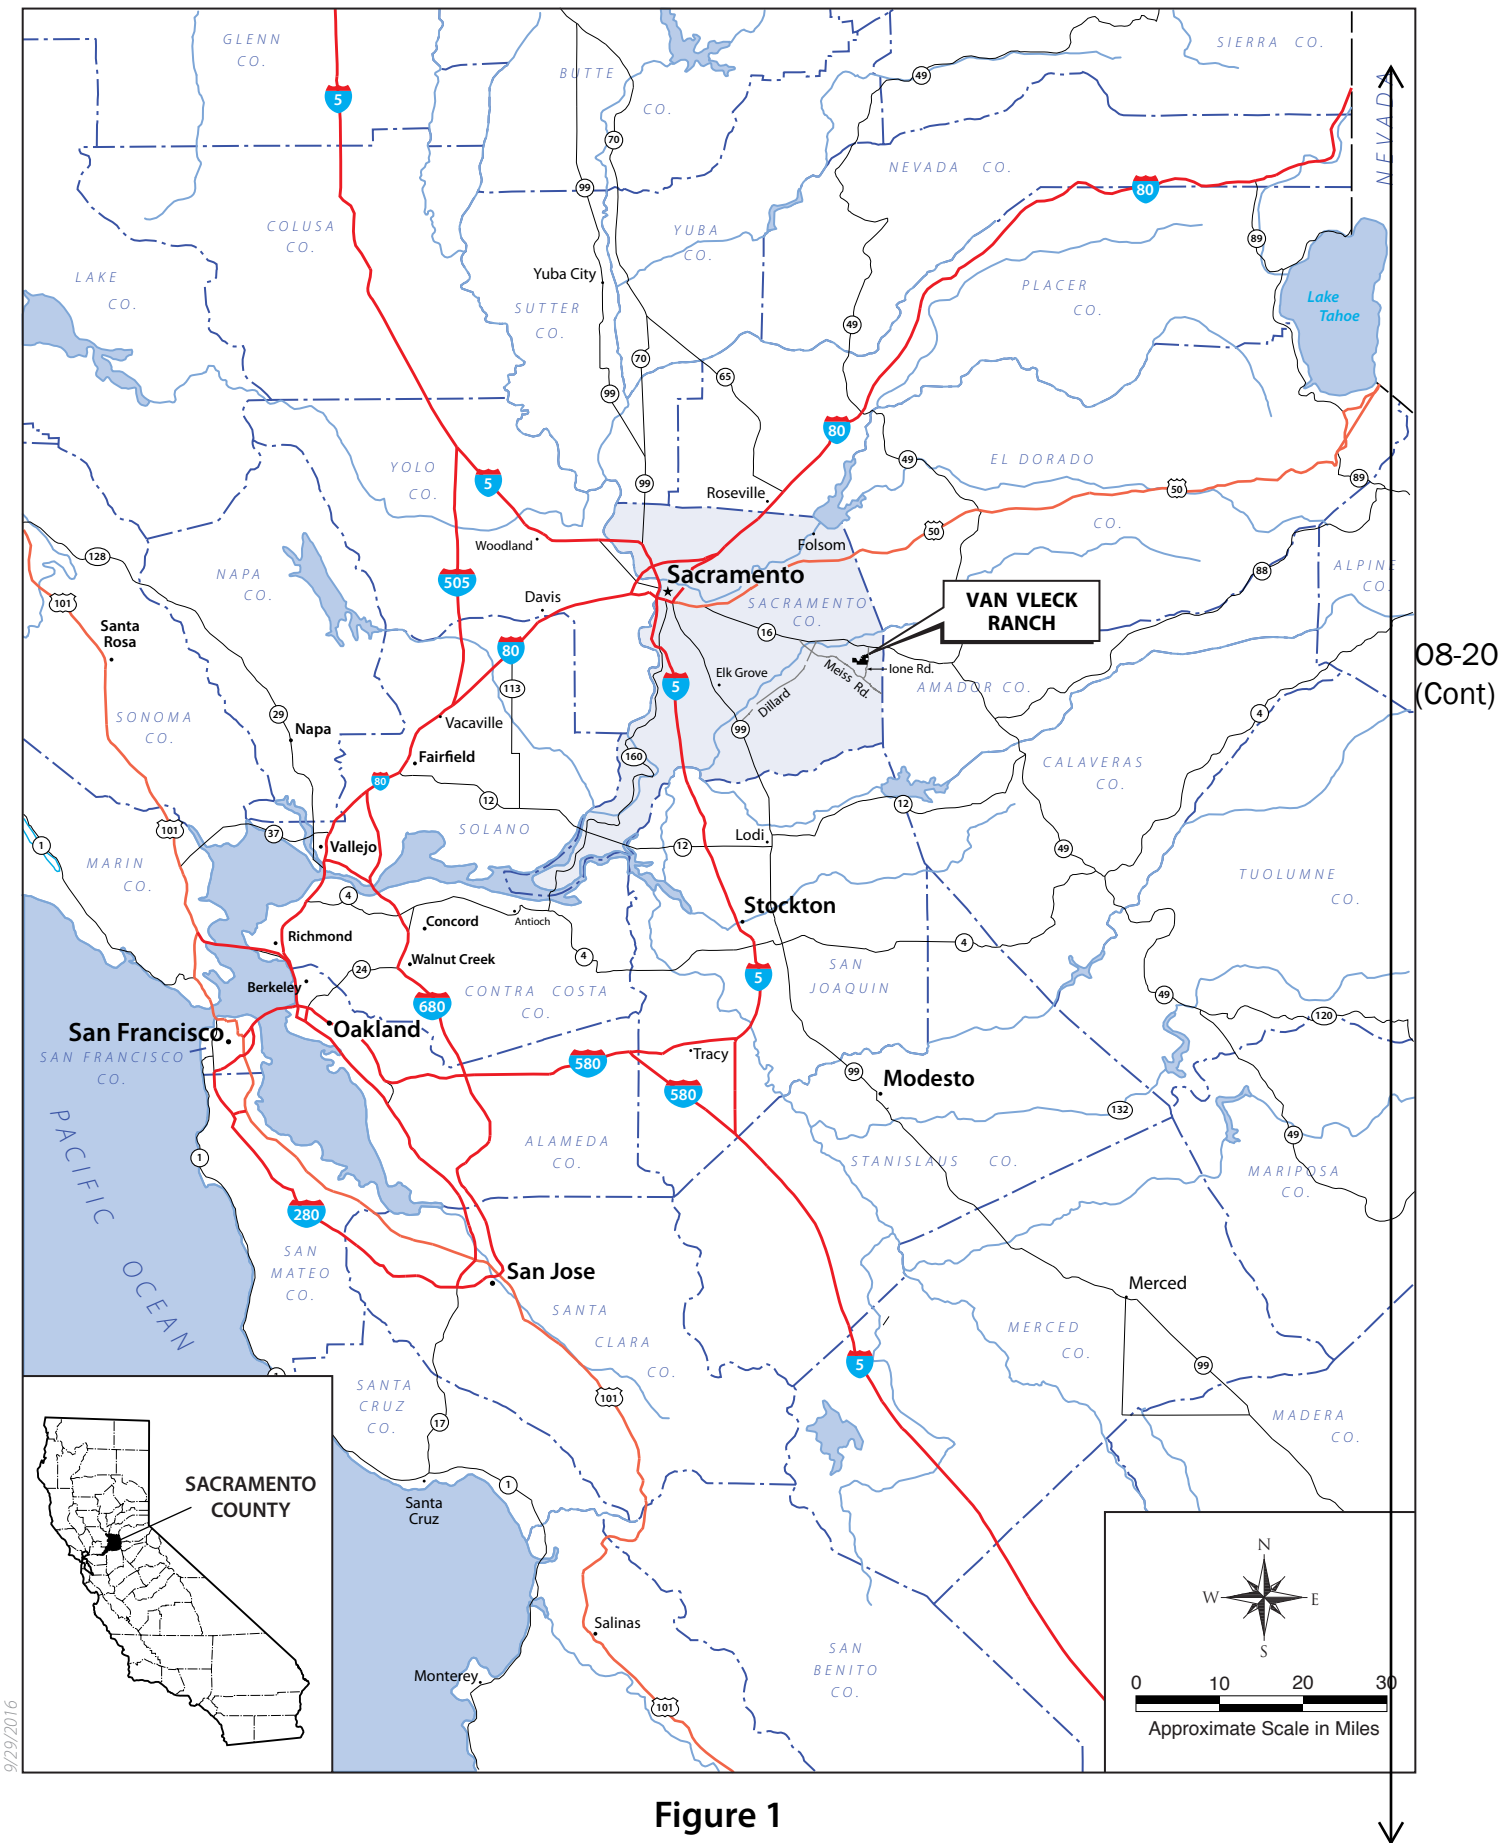 GLENN
CO.
SIERRA CO.
BUTTE
CO.
49
5
70
99
NEVADA
NEVADA CO.
80
COLUSA
CO.
YUBA
CO.
89
LAKE
CO.
Yuba City
SUTTER
CO.
PLACER
CO.
Lake
Tahoe
49
70
65
99
80
49
YOLO
CO.
5
99
Roseville
EL DORADO
CO.
50
89
Woodland
Folsom
50
128
NAPA
CO.
505
Sacramento
88
ALPINE
CO.
101
Davis
SACRAMENTO
CO.
VAN VLECK
RANCH
Santa
Rosa
16
80
Elk Grove
Meiss Rd.
Ione Rd.
08-20
(Cont)
5
113
Dillard
AMADOR CO.
SONOMA
CO.
29
Napa
Vacaville
99
4
Fairfield
160
CALAVERAS
CO.
80
12
12
101
37
SOLANO
Lodi
1
Vallejo
12
49
MARIN
CO.
TUOLUMNE
CO.
4
Concord
Antioch
Stockton
Richmond
4
4
24
Walnut Creek
SAN
JOAQUIN
5
Berkeley
680
CONTRA COSTA
CO.
49
120
San Francisco
Oakland
SAN FRANCISCO
CO.
580
Tracy
99
Modesto
580
132
PACIFIC OCEAN
ALAMEDA
CO.
49
1
STANISLAUS CO.
MARIPOSA
CO.
280
SAN
MATEO
CO.
San Jose
Merced
SANTA
CLARA
CO.
MERCED
CO.
5
99
SANTA
CRUZ
CO.
101
17
MADERA
CO.
1
Santa
Cruz
SACRAMENTO
COUNTY
N
W
E
S
Salinas
SAN
BENITO
CO.
Monterey
101
0 10 20 30
Approximate Scale in Miles
9/29/2016
Figure 1